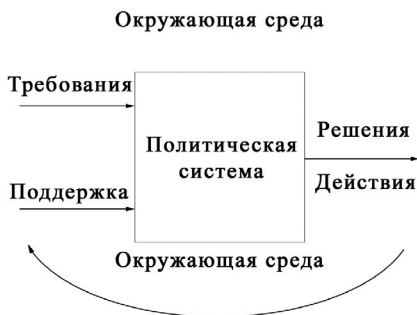 Окружающая среда
Требования
Политическая
система
Решения
Действия
Поддержка
Окружающая среда